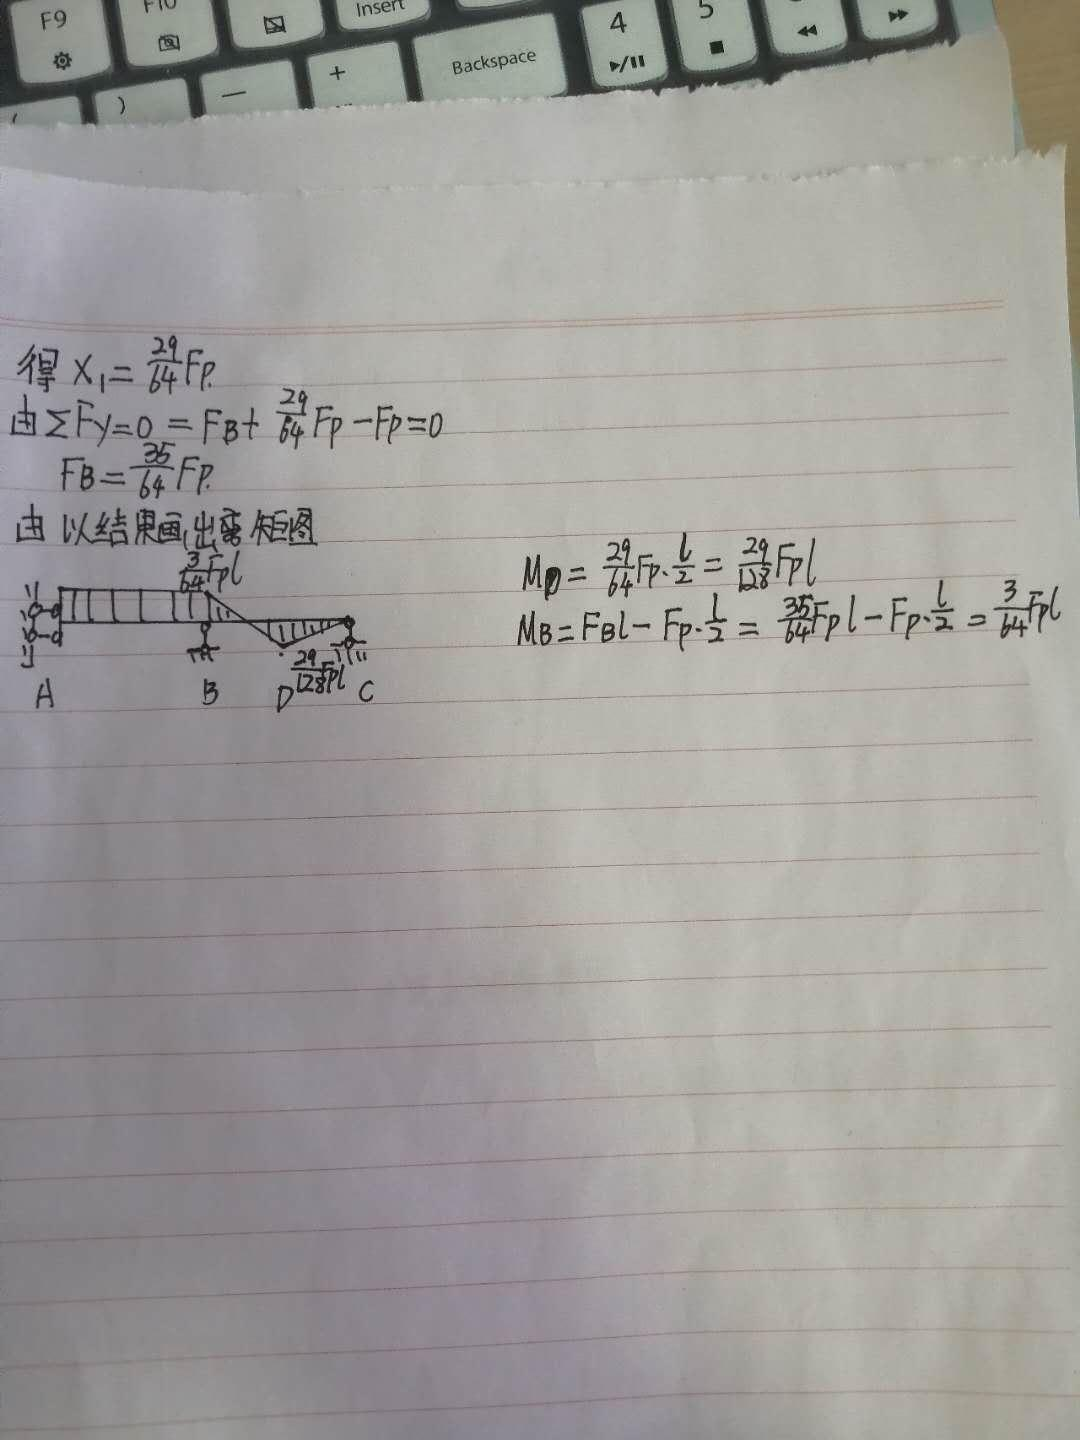 F9 F10 Insert 4 5
) — + Backspace
得 X₁ = 29/64 Fp.
由 ΣFy=0 = FB + 29/64 Fp − Fp = 0
FB = 35/64 Fp.
由以结果画出弯矩图
3/64 Fpl
29/128 Fpl
A B D C
MD = 29/64 Fp · l/2 = 29/128 Fpl
MB = FBl − Fp · l/2 = 35/64 Fpl − Fp · l/2 = 3/64 Fpl